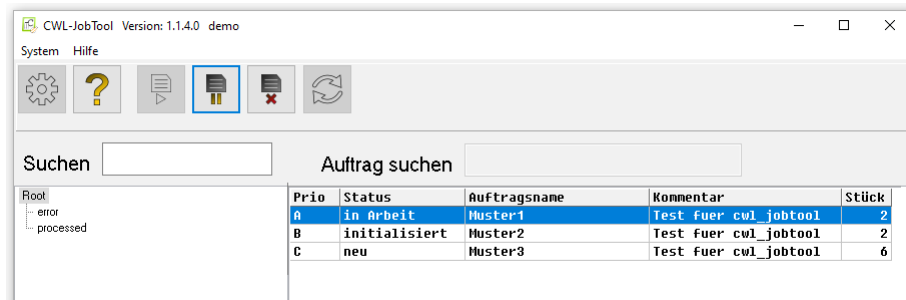 CWL-JobTool Version: 1.1.4.0 demo
System Hilfe
Suchen Auftrag suchen
Root
error
processed
Prio Status Auftragsname Kommentar Stück
A in Arbeit Muster1 Test fuer cwl_jobtool 2
B initialisiert Muster2 Test fuer cwl_jobtool 2
C neu Muster3 Test fuer cwl_jobtool 6